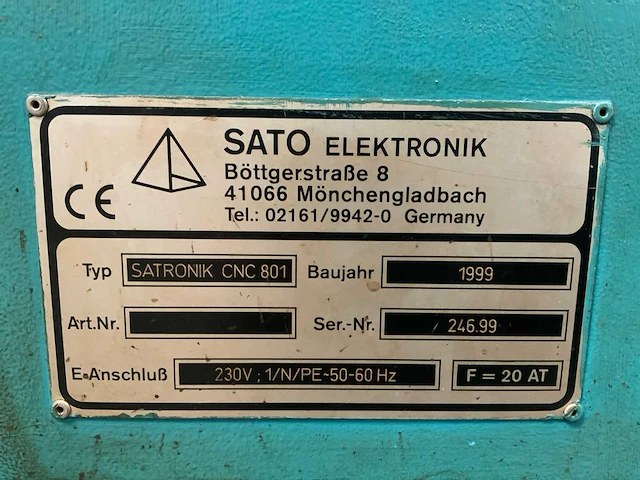 SATO ELEKTRONIK
Böttgerstraße 8
41066 Mönchengladbach
Tel.: 02161/9942-0 Germany
CE
Typ SATRONIK CNC 801 Baujahr 1999
Art.Nr. Ser.-Nr. 246.99
E-Anschluß 230V; 1/N/PE~50-60 Hz F = 20 AT